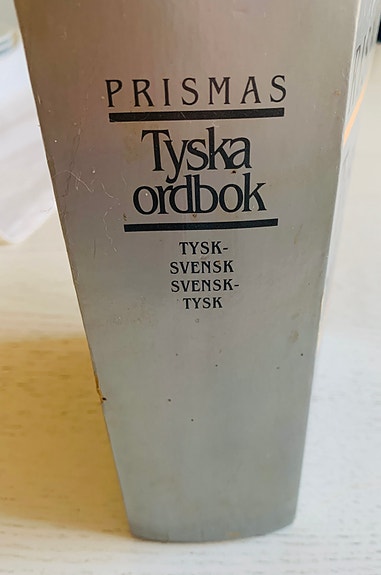 PRISMAS
Tyska
ordbok
TYSK-
SVENSK
SVENSK-
TYSK